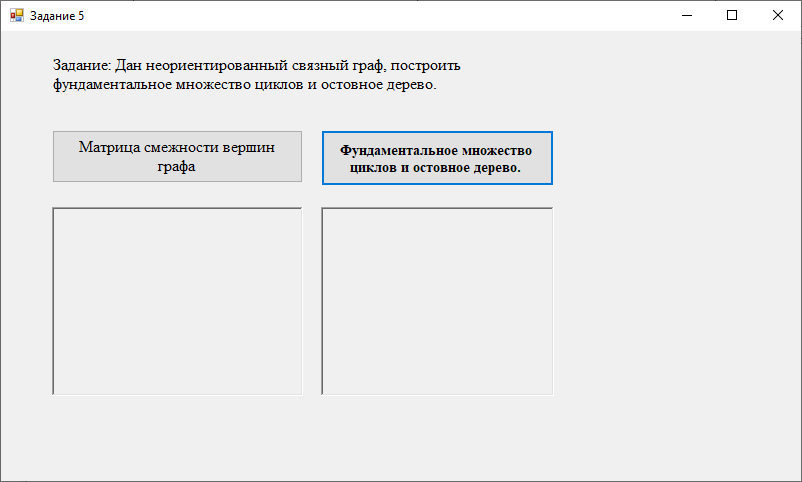 Задание 5
Задание: Дан неориентированный связный граф, построить
фундаментальное множество циклов и остовное дерево.
Матрица смежности вершин
графа
Фундаментальное множество
циклов и остовное дерево.